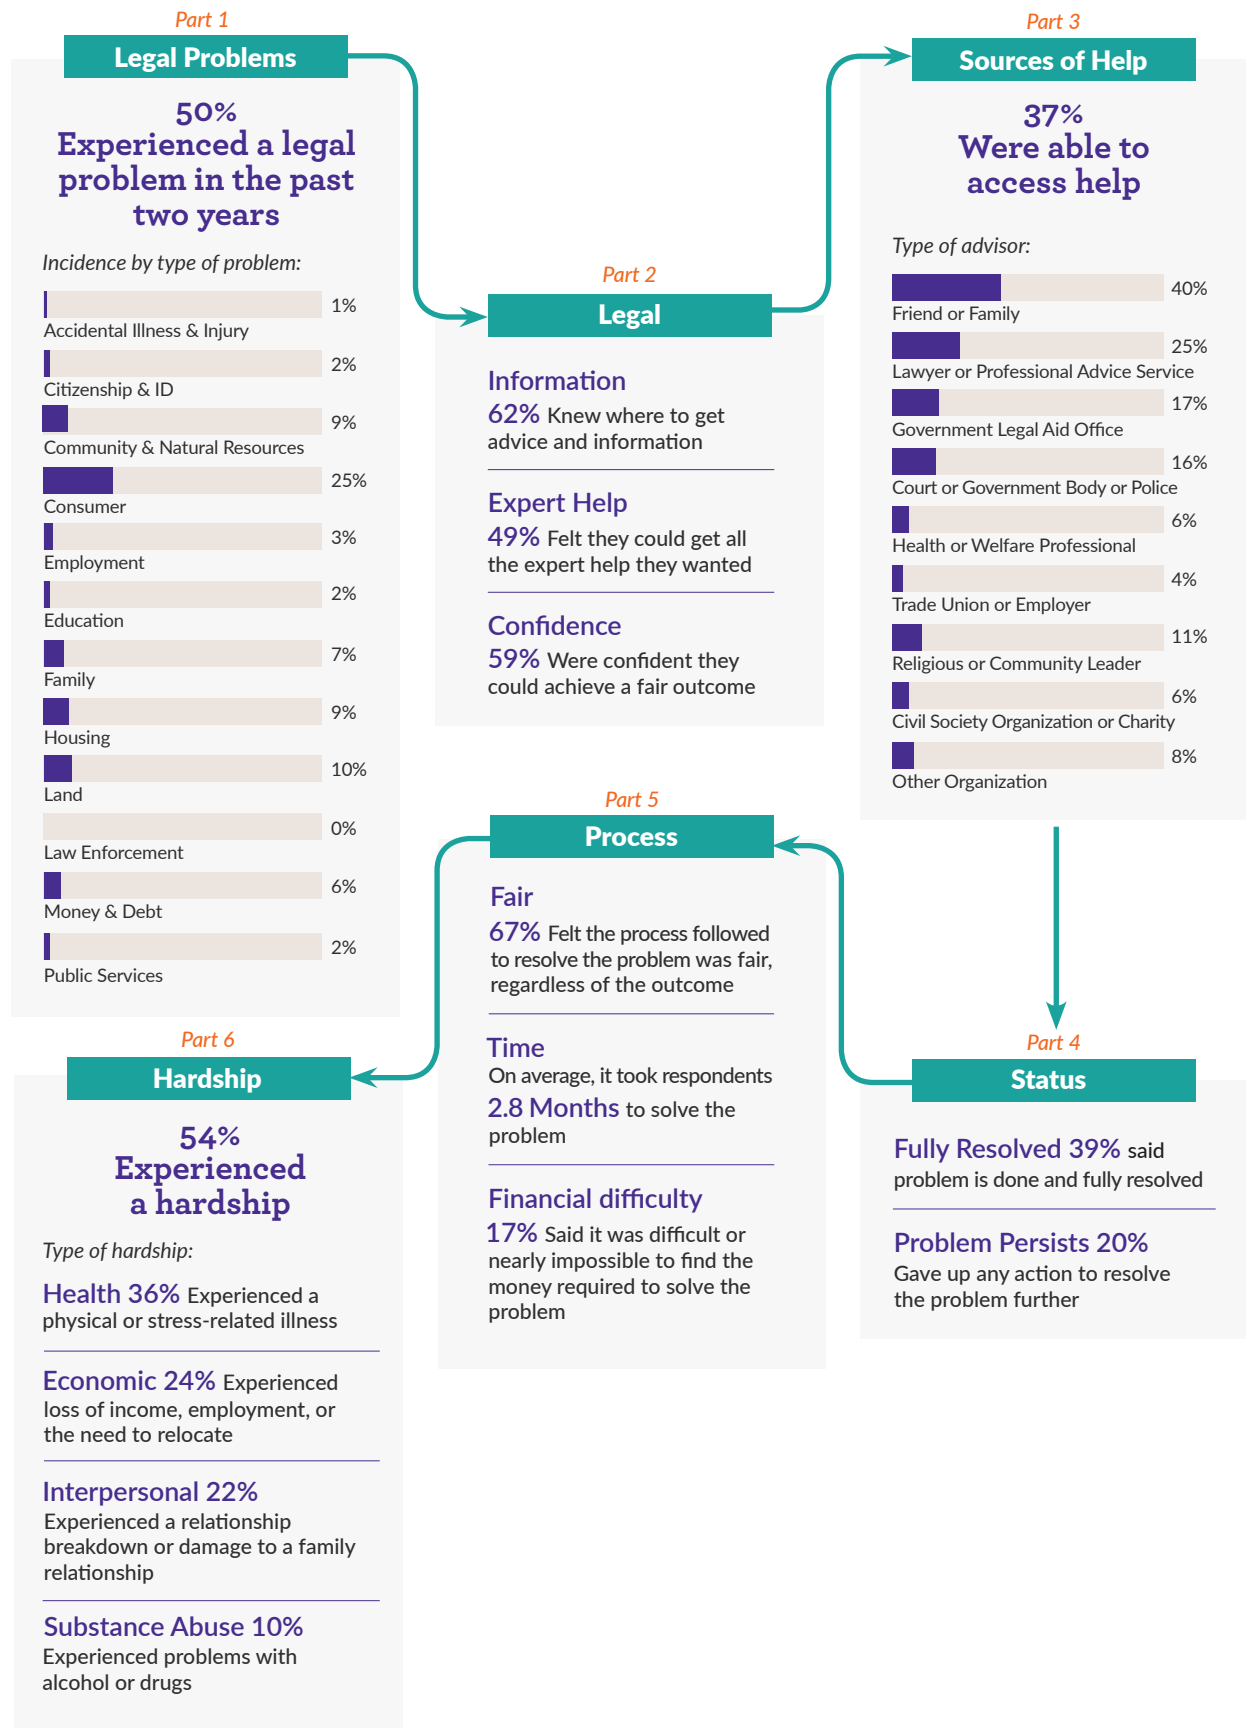 Part 1
Legal Problems
50%
Experienced a legal
problem in the past
two years
Incidence by type of problem:
1%
Accidental Illness & Injury
2%
Citizenship & ID
9%
Community & Natural Resources
25%
Consumer
3%
Employment
2%
Education
7%
Family
9%
Housing
10%
Land
0%
Law Enforcement
6%
Money & Debt
2%
Public Services
Part 2
Legal
Information
62% Knew where to get
advice and information
Expert Help
49% Felt they could get all
the expert help they wanted
Confidence
59% Were confident they
could achieve a fair outcome
Part 3
Sources of Help
37%
Were able to
access help
Type of advisor:
40%
Friend or Family
25%
Lawyer or Professional Advice Service
17%
Government Legal Aid Office
16%
Court or Government Body or Police
6%
Health or Welfare Professional
4%
Trade Union or Employer
11%
Religious or Community Leader
6%
Civil Society Organization or Charity
8%
Other Organization
Part 4
Status
Fully Resolved 39% said
problem is done and fully resolved
Problem Persists 20%
Gave up any action to resolve
the problem further
Part 5
Process
Fair
67% Felt the process followed
to resolve the problem was fair,
regardless of the outcome
Time
On average, it took respondents
2.8 Months to solve the
problem
Financial difficulty
17% Said it was difficult or
nearly impossible to find the
money required to solve the
problem
Part 6
Hardship
54%
Experienced
a hardship
Type of hardship:
Health 36% Experienced a
physical or stress-related illness
Economic 24% Experienced
loss of income, employment, or
the need to relocate
Interpersonal 22%
Experienced a relationship
breakdown or damage to a family
relationship
Substance Abuse 10%
Experienced problems with
alcohol or drugs